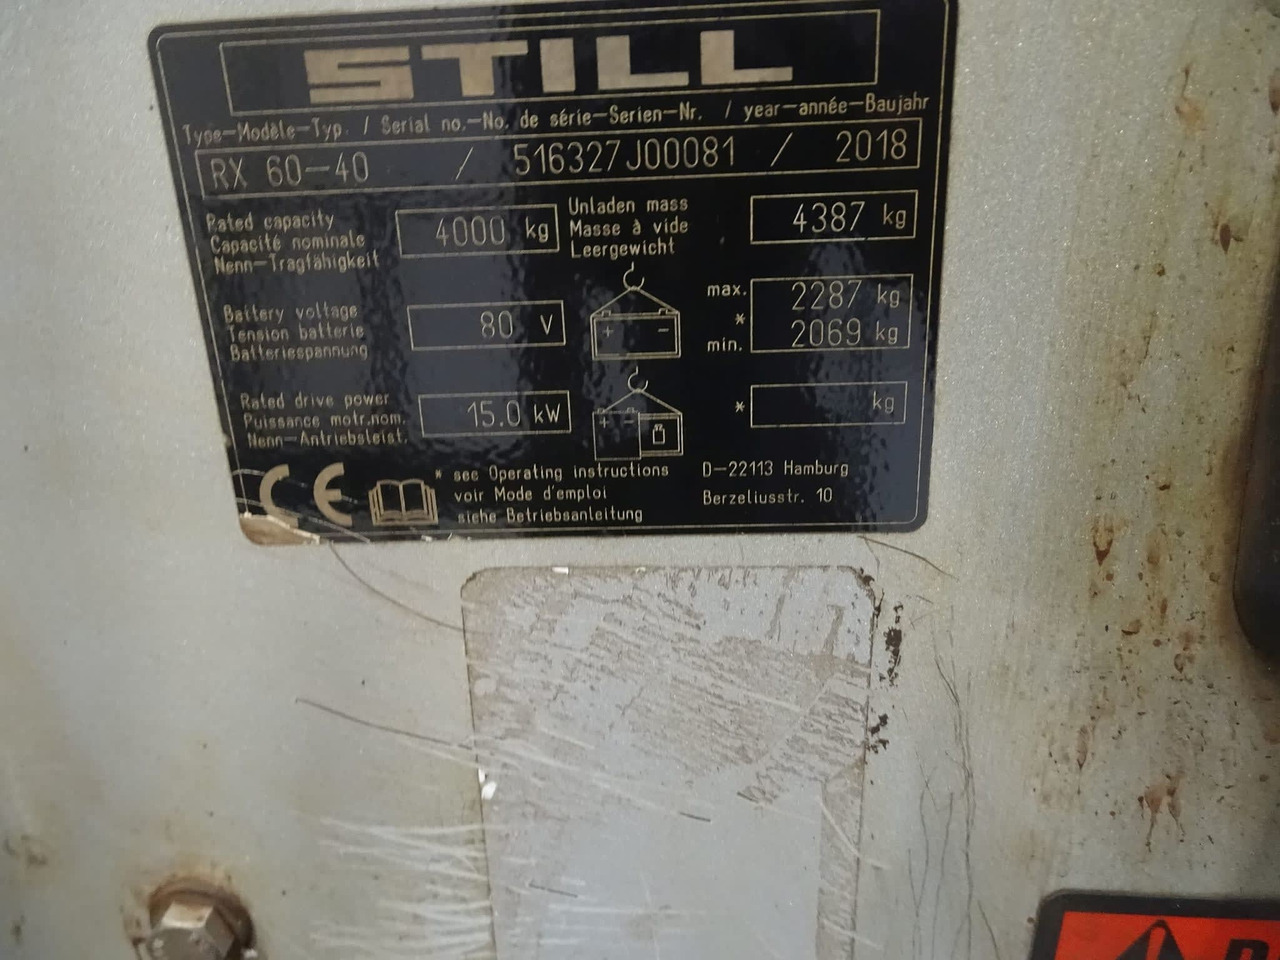 STILL
Type-Modèle-Typ / Serial no.-No. de série-Serien-Nr. / year-année-Baujahr
RX 60-40 / 516327J00081 / 2018
Rated capacity
Capacité nominale
Nenn-Tragfähigkeit
4000 kg
Unladen mass
Masse à vide
Leergewicht
4387 kg
Battery voltage
Tension batterie
Batteriespannung
80 V
+ -
max. 2287 kg
*
min. 2069 kg
Rated drive power
Puissance motr.nom.
Nenn-Antriebsleist.
15.0 kW
+ -
* kg
CE
* see Operating instructions
voir Mode d'emploi
siehe Betriebsanleitung
D-22113 Hamburg
Berzeliusstr. 10